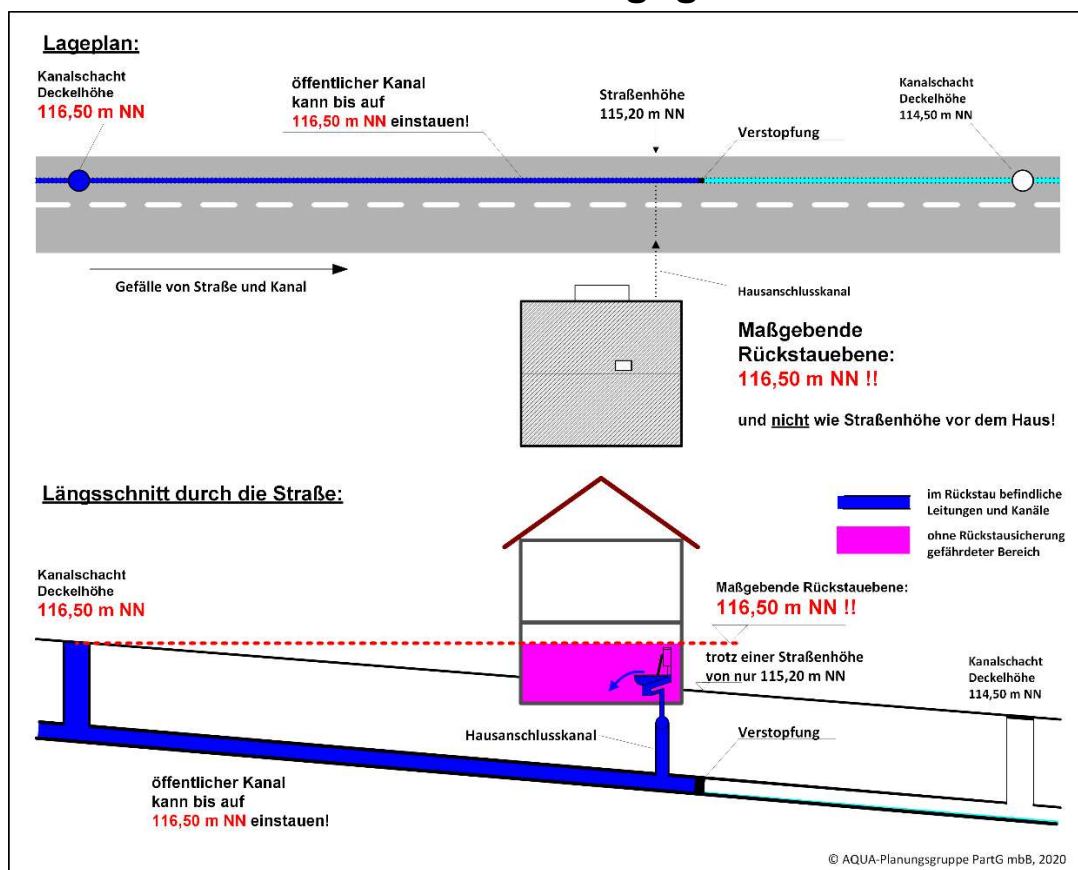 Lageplan:
Kanalschacht
Deckelhöhe
116,50 m NN
öffentlicher Kanal
kann bis auf
116,50 m NN einstauen!
Straßenhöhe
115,20 m NN
Verstopfung
Kanalschacht
Deckelhöhe
114,50 m NN
Gefälle von Straße und Kanal
Hausanschlusskanal
Maßgebende
Rückstauebene:
116,50 m NN !!
und nicht wie Straßenhöhe vor dem Haus!
Längsschnitt durch die Straße:
im Rückstau befindliche
Leitungen und Kanäle
ohne Rückstausicherung
gefährdeter Bereich
Kanalschacht
Deckelhöhe
116,50 m NN
Maßgebende Rückstauebene:
116,50 m NN !!
trotz einer Straßenhöhe
von nur 115,20 m NN
Kanalschacht
Deckelhöhe
114,50 m NN
Hausanschlusskanal
Verstopfung
öffentlicher Kanal
kann bis auf
116,50 m NN einstauen!
© AQUA-Planungsgruppe PartG mbB, 2020